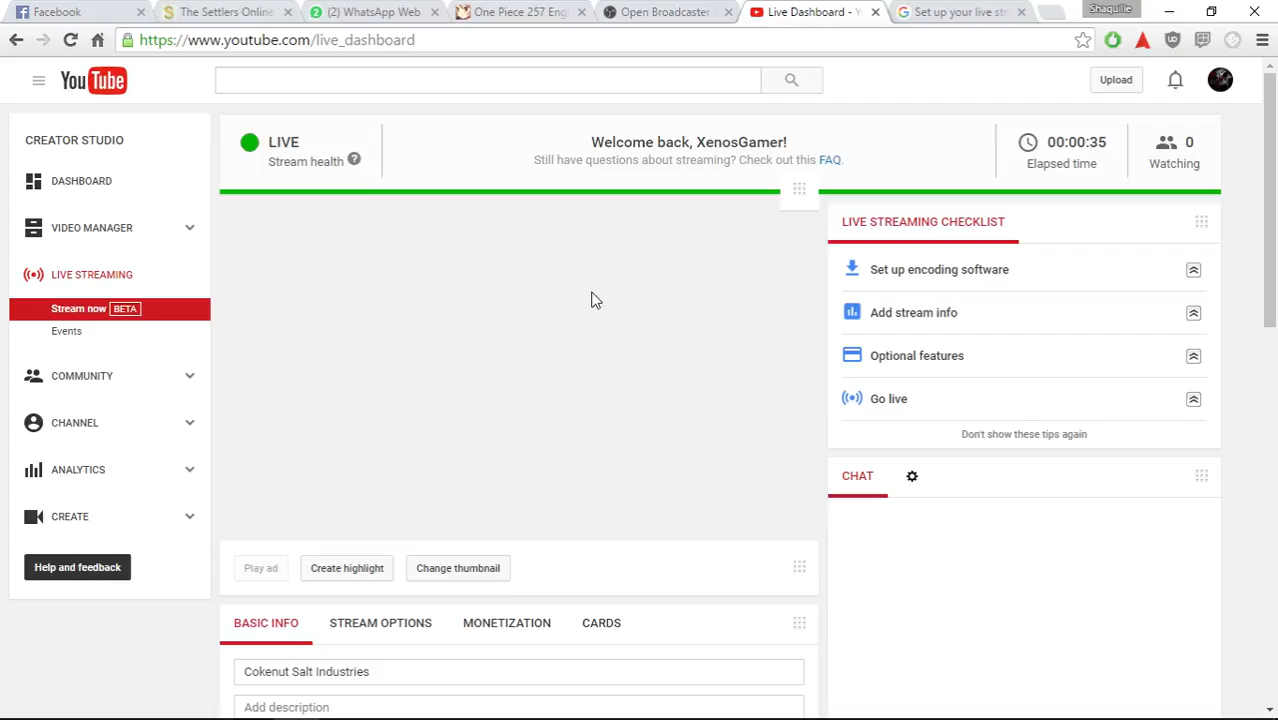 Facebook
The Settlers Online
(2) WhatsApp Web
One Piece 257 Eng
Open Broadcaster
Live Dashboard - Y
Set up your live str
Shaquille
https://www.youtube.com/live_dashboard
YouTube
Upload
CREATOR STUDIO
DASHBOARD
VIDEO MANAGER
LIVE STREAMING
Stream now BETA
Events
COMMUNITY
CHANNEL
ANALYTICS
CREATE
Help and feedback
LIVE
Stream health ?
Welcome back, XenosGamer!
Still have questions about streaming? Check out this FAQ.
00:00:35
Elapsed time
0
Watching
LIVE STREAMING CHECKLIST
Set up encoding software
Add stream info
Optional features
Go live
Don't show these tips again
CHAT
Play ad
Create highlight
Change thumbnail
BASIC INFO
STREAM OPTIONS
MONETIZATION
CARDS
Cokenut Salt Industries
Add description